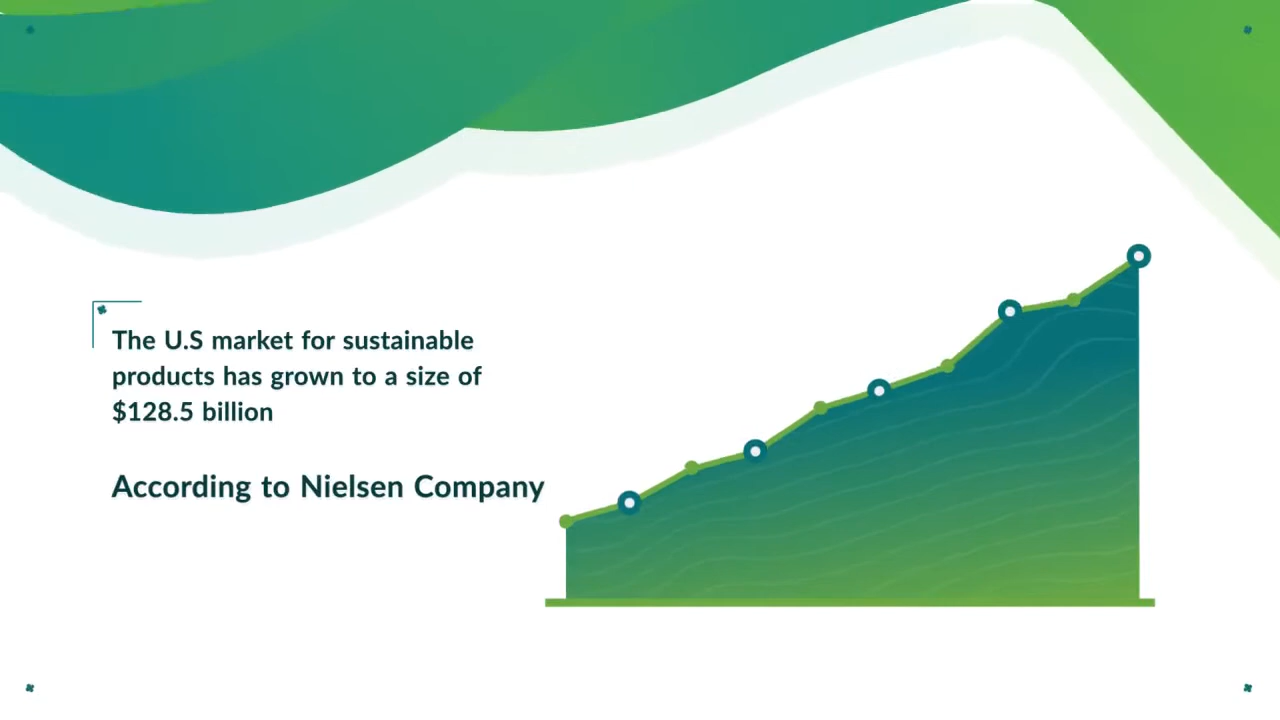 The U.S market for sustainable
products has grown to a size of
$128.5 billion
According to Nielsen Company